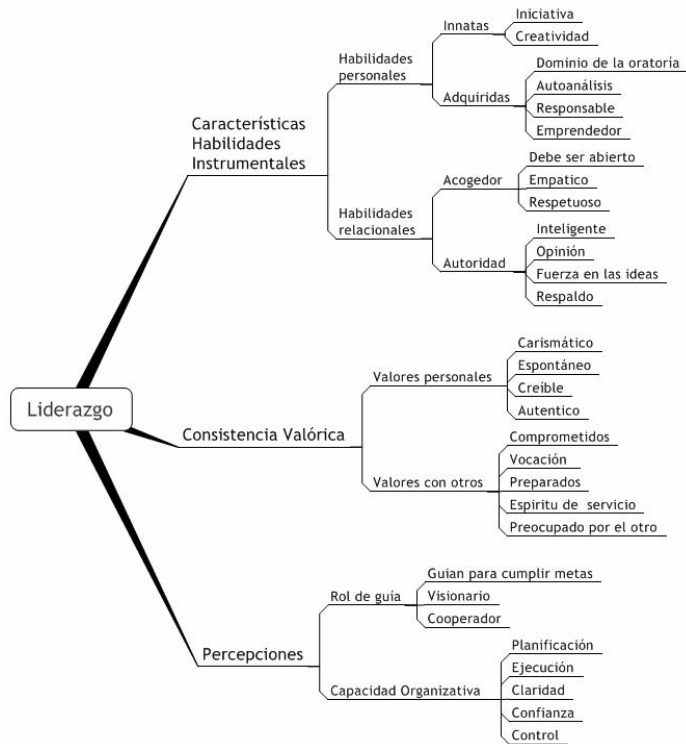 Liderazgo
Características
Habilidades
Instrumentales
Habilidades
personales
Innatas
Iniciativa
Creatividad
Adquiridas
Dominio de la oratoría
Autoanálisis
Responsable
Emprendedor
Habilidades
relacionales
Acogedor
Debe ser abierto
Empatico
Respetuoso
Autoridad
Inteligente
Opinión
Fuerza en las ideas
Respaldo
Consistencia Valórica
Valores personales
Carismático
Espontáneo
Creíble
Autentico
Valores con otros
Comprometidos
Vocación
Preparados
Espiritu de servicio
Preocupado por el otro
Percepciones
Rol de guía
Guian para cumplir metas
Visionario
Cooperador
Capacidad Organizativa
Planificación
Ejecución
Claridad
Confianza
Control